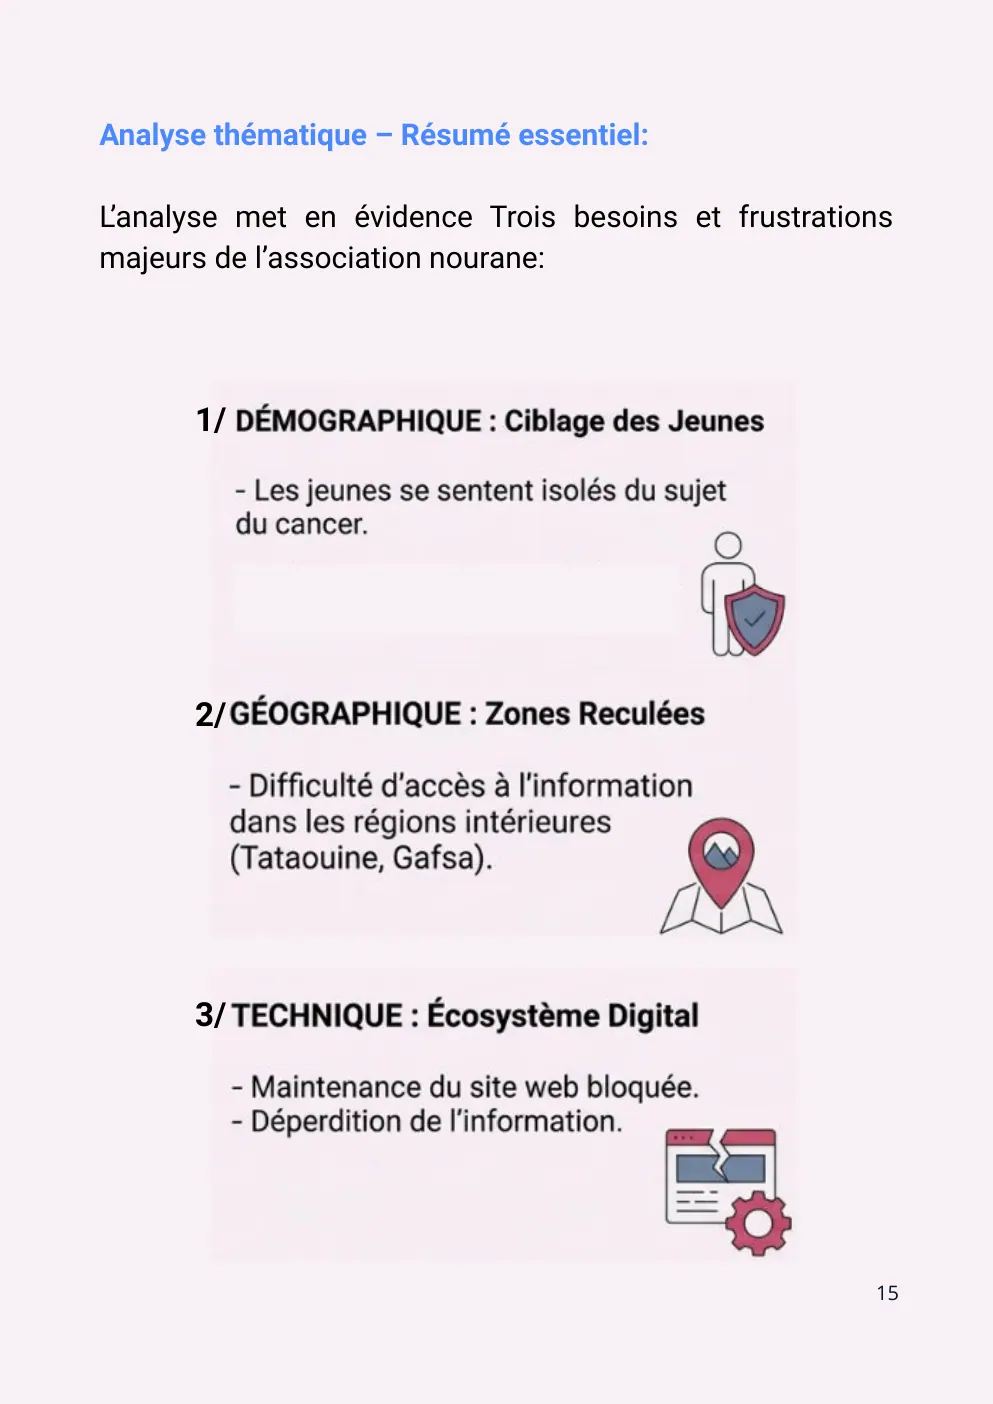 Analyse thématique – Résumé essentiel:
L’analyse met en évidence Trois besoins et frustrations
majeurs de l’association nourane:
1/ DÉMOGRAPHIQUE : Ciblage des Jeunes
- Les jeunes se sentent isolés du sujet
du cancer.
2/ GÉOGRAPHIQUE : Zones Reculées
- Difficulté d’accès à l’information
dans les régions intérieures
(Tataouine, Gafsa).
3/ TECHNIQUE : Écosystème Digital
- Maintenance du site web bloquée.
- Déperdition de l’information.
15